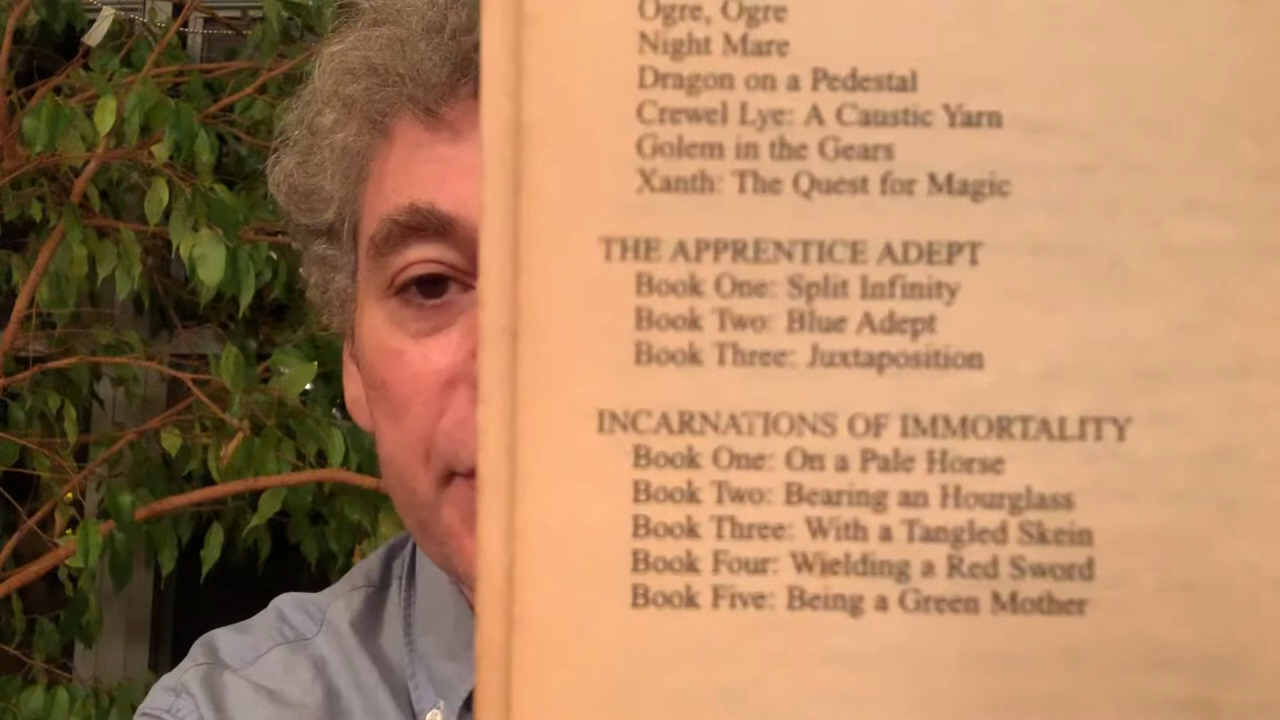 Ogre, Ogre
Night Mare
Dragon on a Pedestal
Crewel Lye: A Caustic Yarn
Golem in the Gears
Xanth: The Quest for Magic
THE APPRENTICE ADEPT
Book One: Split Infinity
Book Two: Blue Adept
Book Three: Juxtaposition
INCARNATIONS OF IMMORTALITY
Book One: On a Pale Horse
Book Two: Bearing an Hourglass
Book Three: With a Tangled Skein
Book Four: Wielding a Red Sword
Book Five: Being a Green Mother